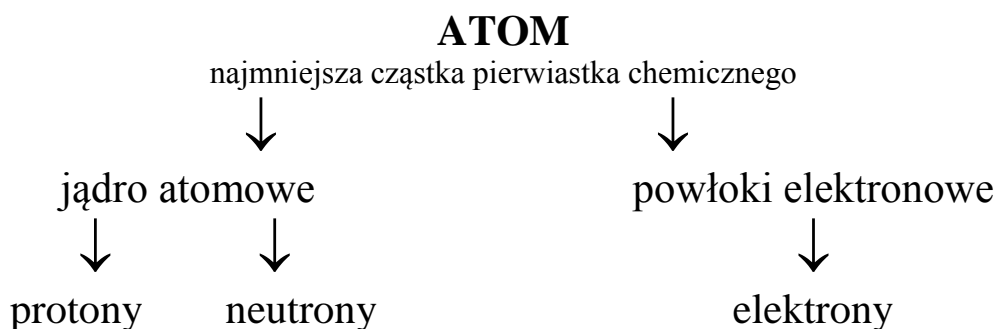 ATOM
najmniejsza cząstka pierwiastka chemicznego
jądro atomowe powłoki elektronowe
protony neutrony elektrony